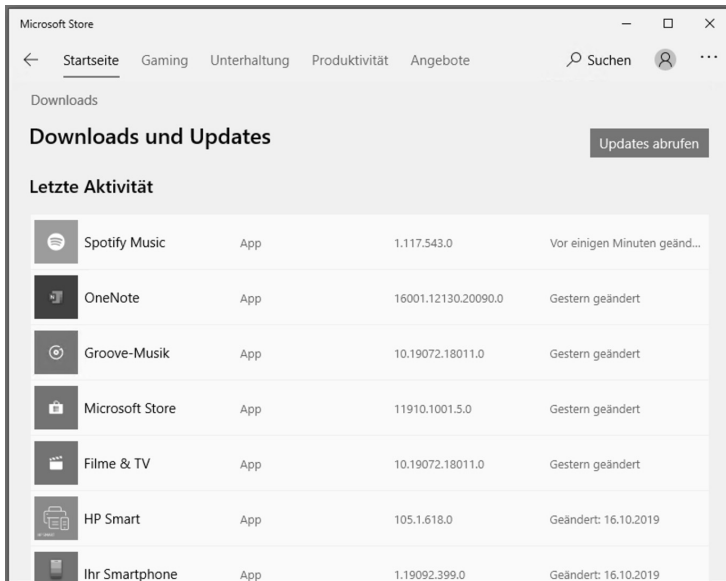 Microsoft Store
Startseite Gaming Unterhaltung Produktivität Angebote Suchen
Downloads
Downloads und Updates
Updates abrufen
Letzte Aktivität
Spotify Music App 1.117.543.0 Vor einigen Minuten geänd...
OneNote App 16001.12130.20090.0 Gestern geändert
Groove-Musik App 10.19072.18011.0 Gestern geändert
Microsoft Store App 11910.1001.5.0 Gestern geändert
Filme & TV App 10.19072.18011.0 Gestern geändert
HP Smart App 105.1.618.0 Geändert: 16.10.2019
Ihr Smartphone App 1.19092.399.0 Geändert: 16.10.2019